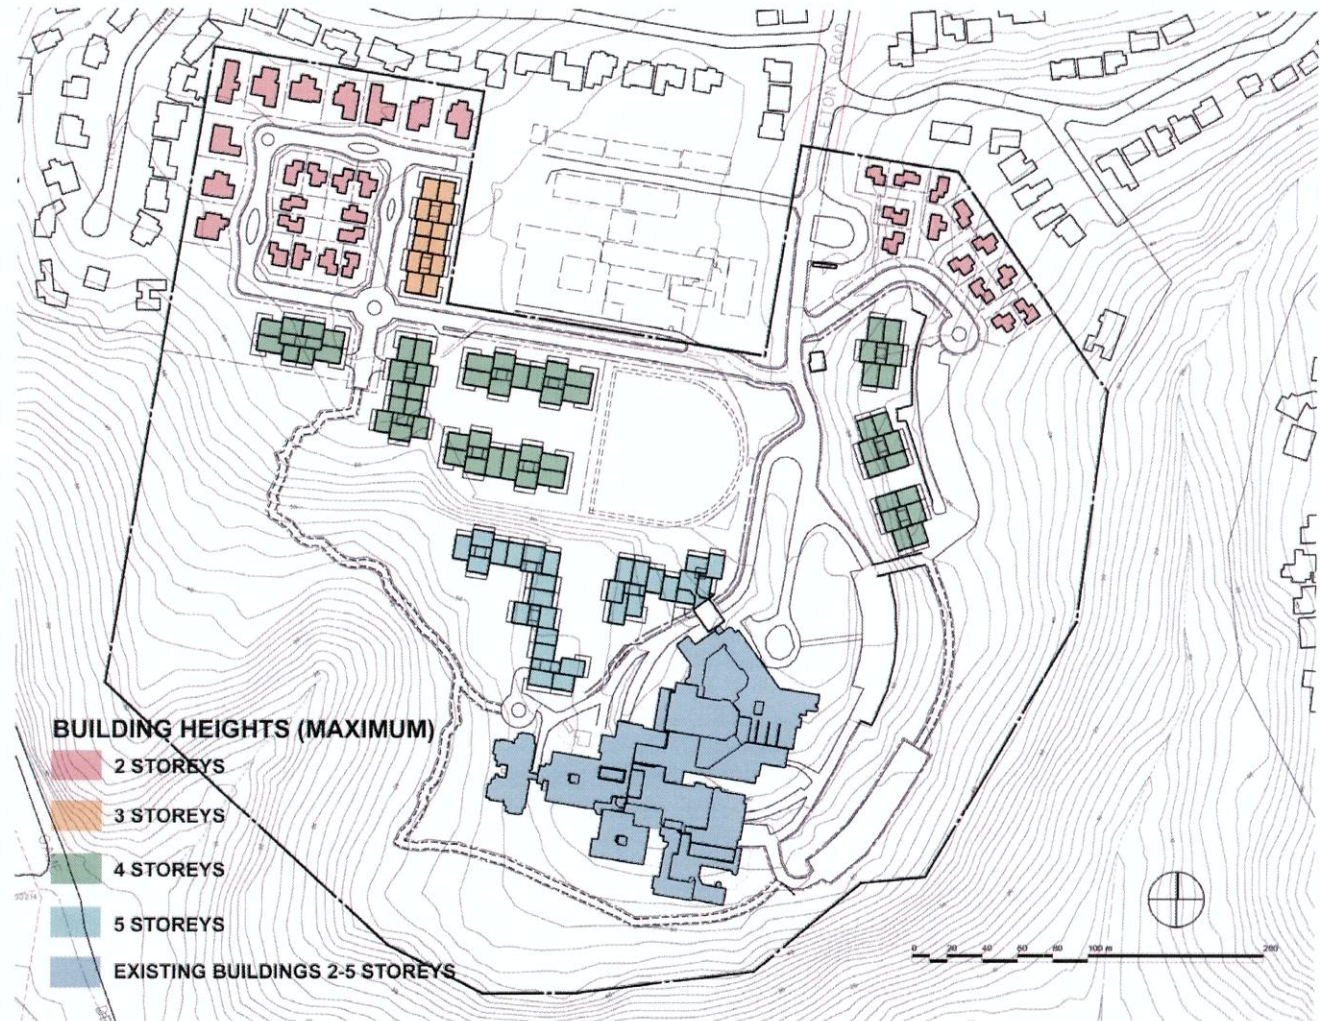 ROAD
BUILDING HEIGHTS (MAXIMUM)
2 STOREYS
3 STOREYS
4 STOREYS
5 STOREYS
EXISTING BUILDINGS 2-5 STOREYS
0 20 40 60 80 100 m 200